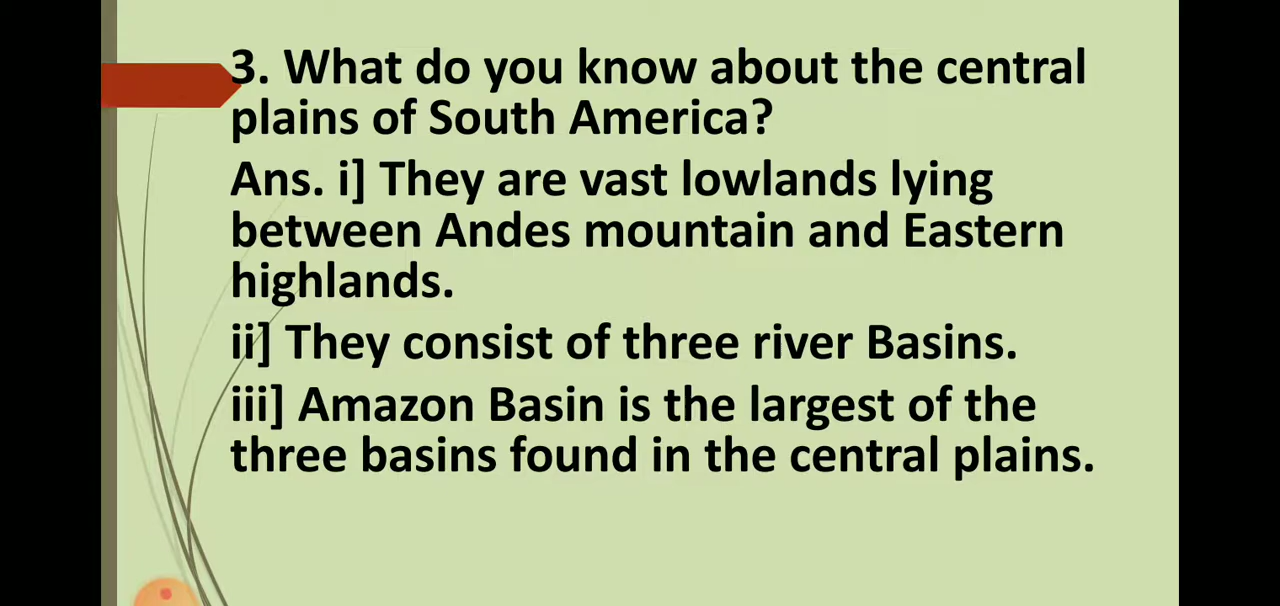 3. What do you know about the central
plains of South America?
Ans. i] They are vast lowlands lying
between Andes mountain and Eastern
highlands.
ii] They consist of three river Basins.
iii] Amazon Basin is the largest of the
three basins found in the central plains.